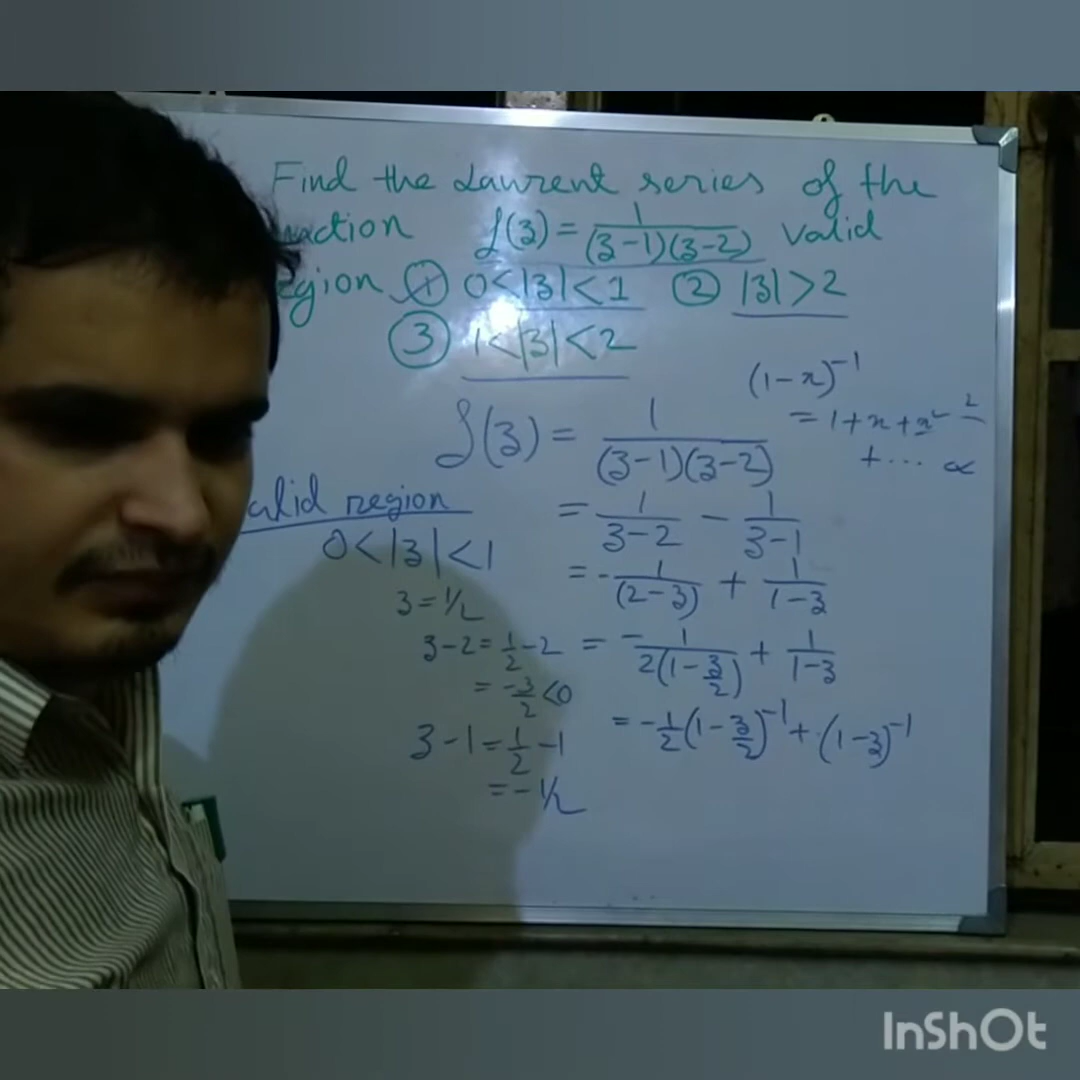 Find the Laurent series of the
nction f(z) = 1/((z-1)(z-2)) valid
egion ① 0<|z|<1 ② |z|>2
③ 1<|z|<2
(1-x)^-1
= 1+x+x^2
+ ... ∝
f(z) = 1/((z-1)(z-2))
alid region
0<|z|<1
z = 1/2
z-2 = 1/2 - 2
= -3/2 < 0
z-1 = 1/2 - 1
= -1/2
= 1/(z-2) - 1/(z-1)
= - 1/(2-z) + 1/(1-z)
= - 1/(2(1-z/2)) + 1/(1-z)
= -1/2 (1-z/2)^-1 + (1-z)^-1
InShOt